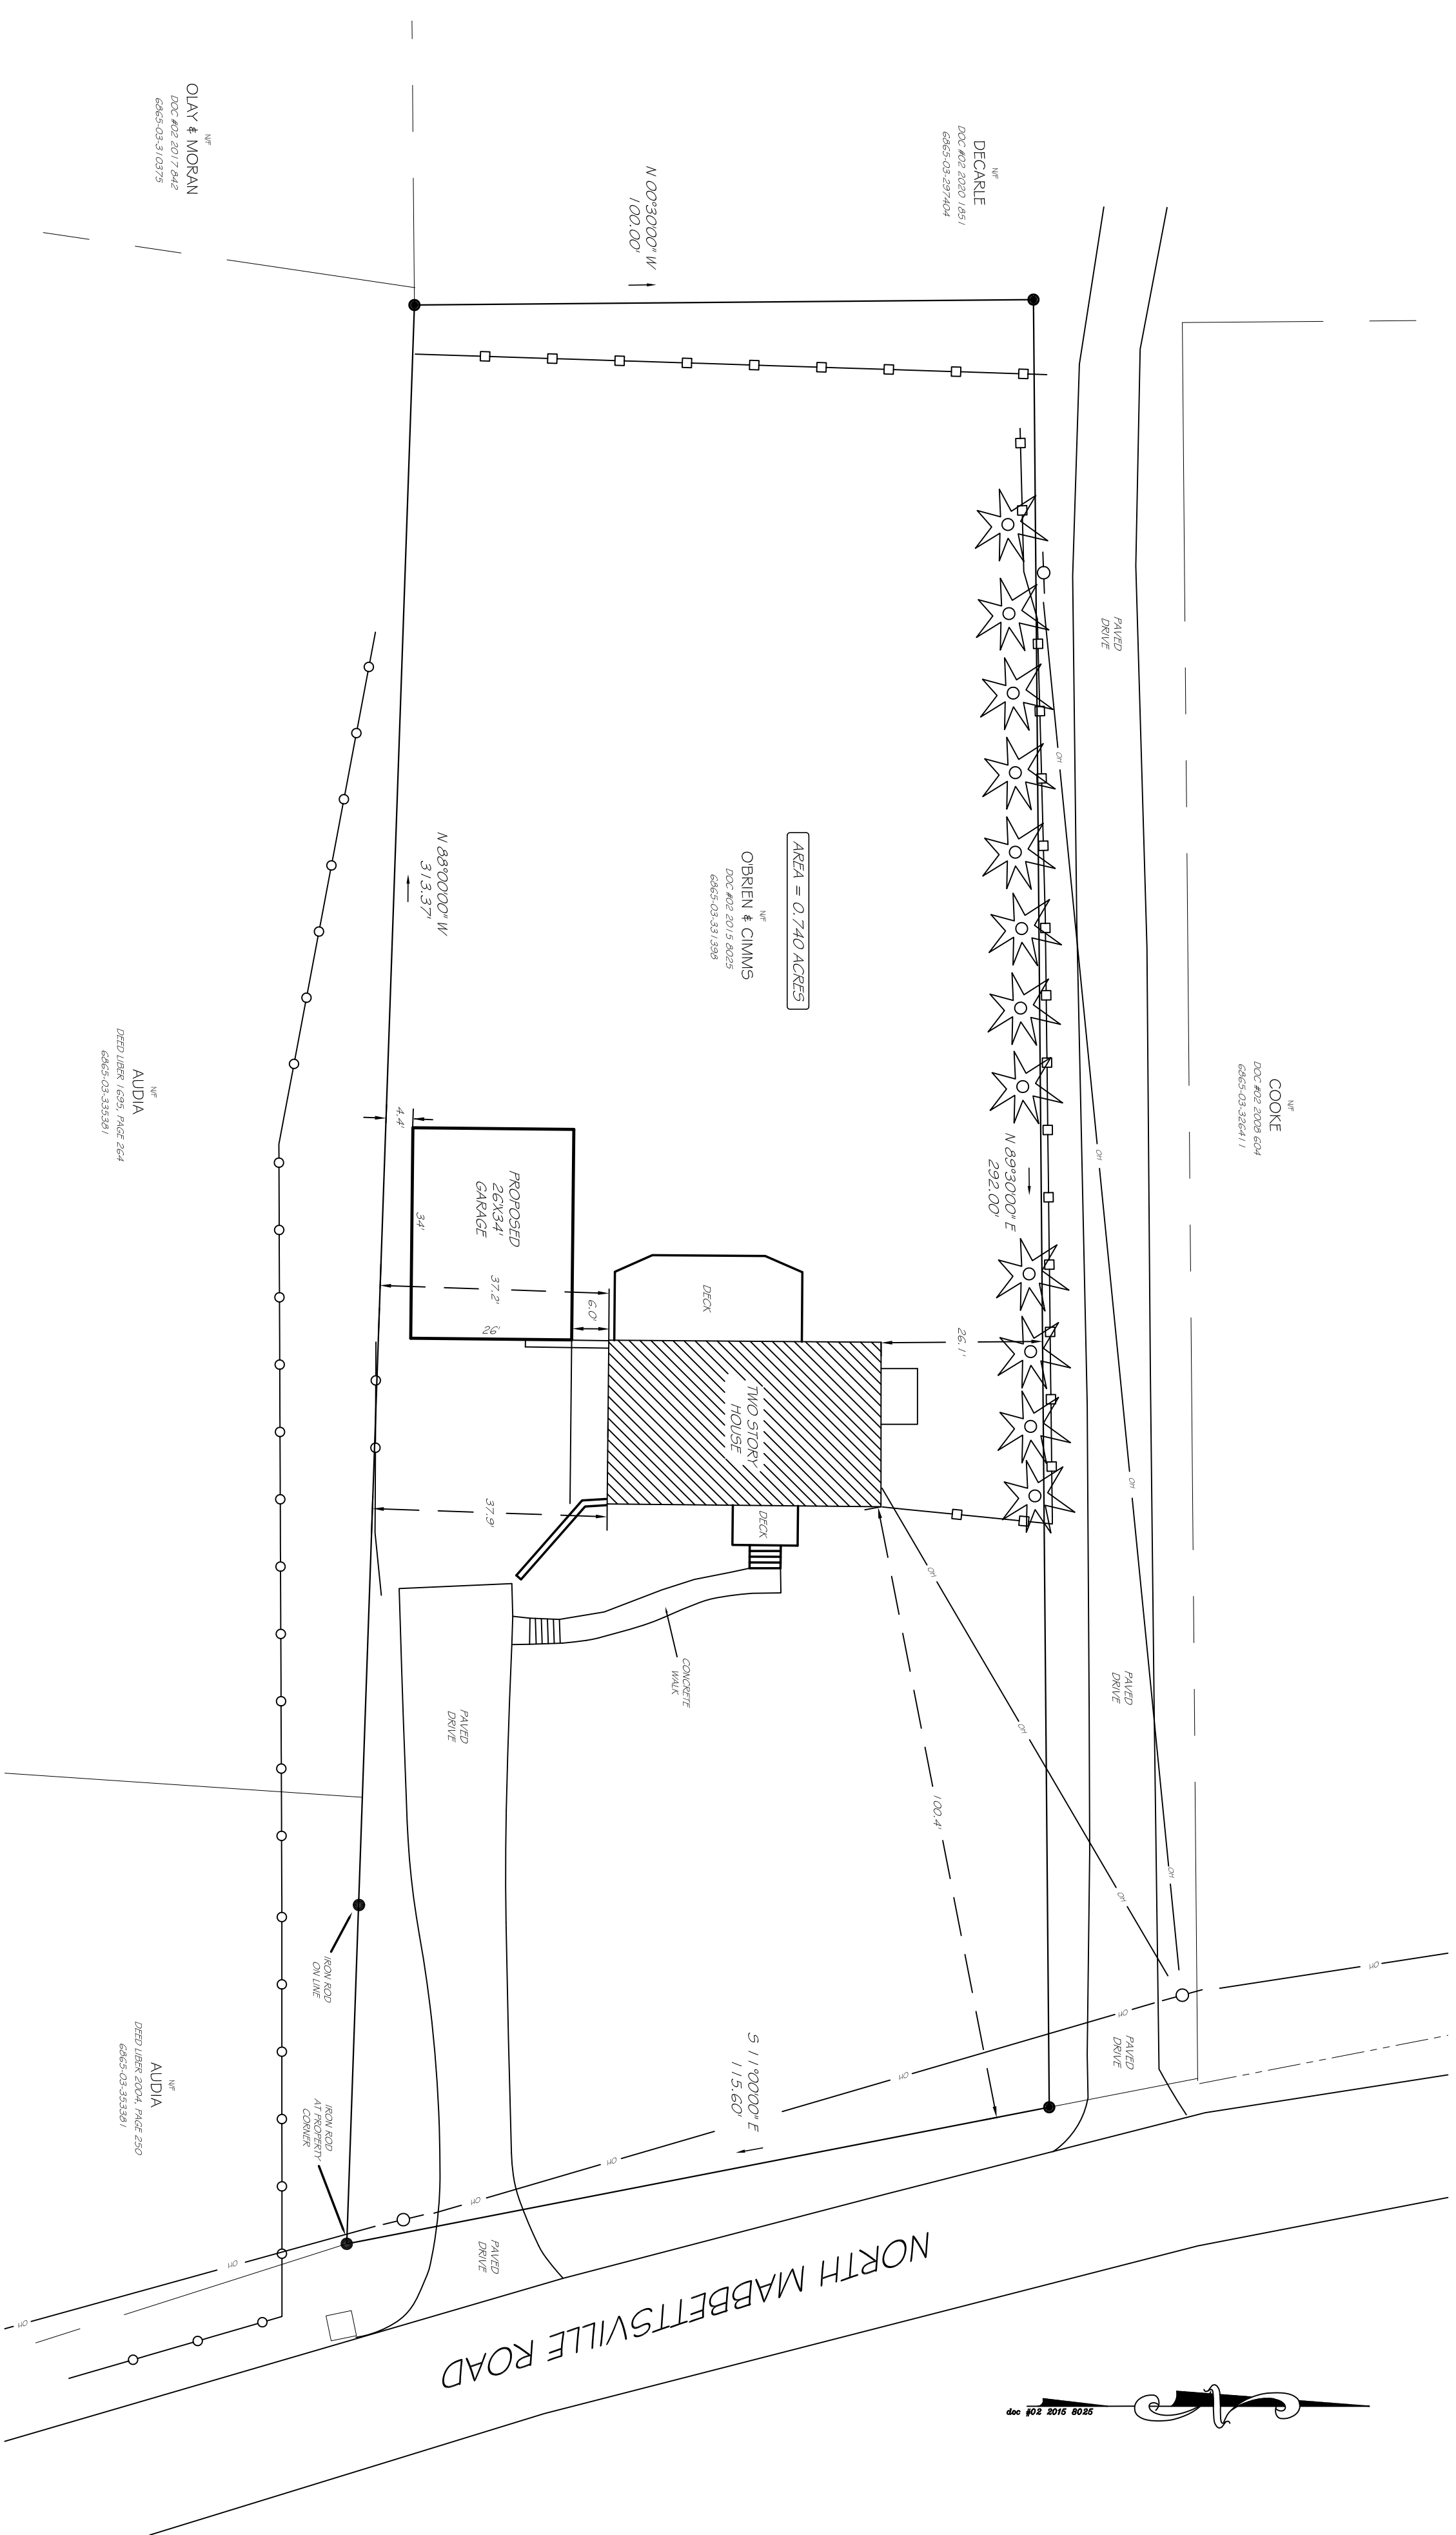 N/F
OLAY & MORAN
DOC #02 2017 842
6865-03-310375
N/F
DECARLE
DOC #02 2020 1851
6865-03-297404
N 00°30'00" W
100.00'
N/F
COOKE
DOC #02 2008 604
6865-03-326411
PAVED
DRIVE
OH
OH
OH
OH
N 89°30'00" E
292.00'
AREA = 0.740 ACRES
N/F
O'BRIEN & CIMMS
DOC #02 2015 8025
6865-03-331398
N 88°00'00" W
313.37'
N/F
AUDIA
DEED LIBER 1695, PAGE 264
6865-03-335381
4.4'
PROPOSED
26'X34'
GARAGE
34'
26'
37.2'
6.0'
DECK
26.1'
TWO STORY
HOUSE
DECK
37.9'
CONCRETE
WALK
PAVED
DRIVE
PAVED
DRIVE
OH
OH
OH
100.4'
IRON ROD
ON LINE
IRON ROD
AT PROPERTY
CORNER
N/F
AUDIA
DEED LIBER 2004, PAGE 250
6865-03-353381
S 11°00'00" E
115.60'
PAVED
DRIVE
PAVED
DRIVE
OH
OH
OH
OH
OH
OH
OH
NORTH MABBETTSVILLE ROAD
doc #02 2015 8025